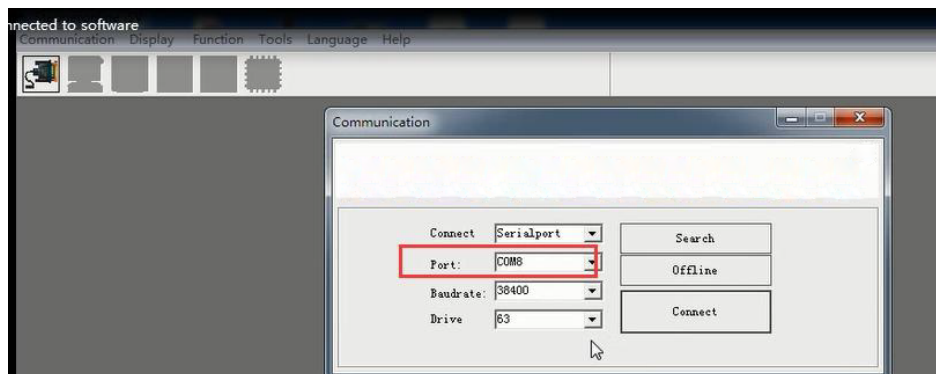 nnected to software
Communication Display Function Tools Language Help
Communication
Connect Serialport
Search
Port: COM8
Offline
Baudrate: 38400
Connect
Drive 63